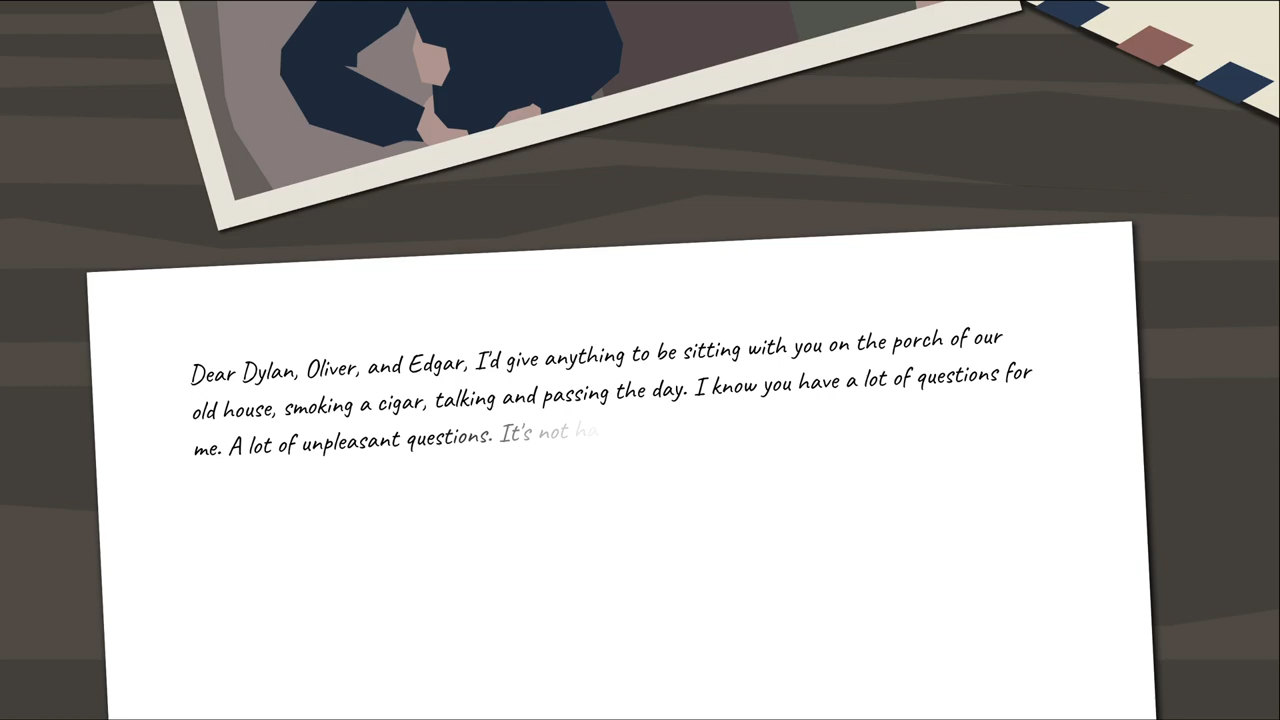 Dear Dylan, Oliver, and Edgar, I'd give anything to be sitting with you on the porch of our
old house, smoking a cigar, talking and passing the day. I know you have a lot of questions for
me. A lot of unpleasant questions. It's not ha